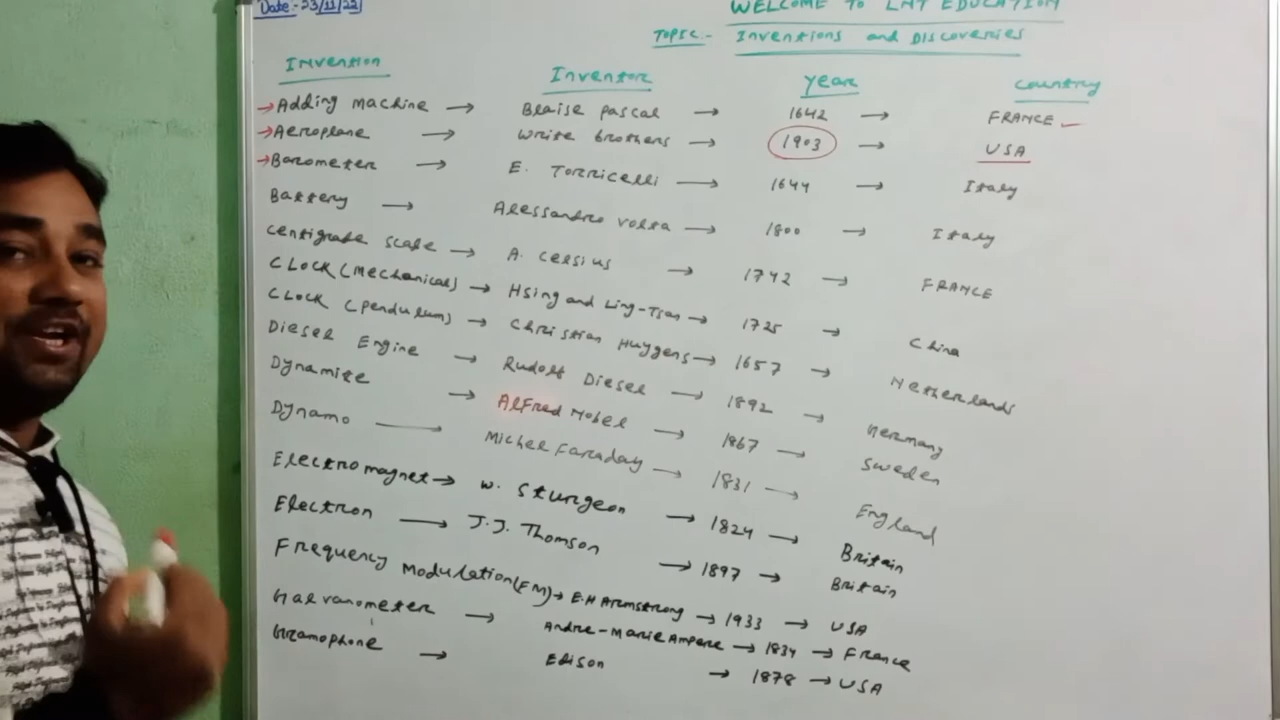 Date:-23/11/22
WELCOME TO LMT EDUCATION
TOPIC:- Inventions and DISCOVERIES
Invention Inventor year country
→ Adding machine → Blaise pascal → 1642 → FRANCE
→ Aeroplane → write brothers → 1903 → USA
→ Barometer → E. Torricelli → 1644 → Italy
Battery → Alessandro volta → 1800 → Italy
centigrade scale → A. celsius → 1742 → FRANCE
CLOCK (Mechanical) → Hsing and Ling-Tsan → 1725 → China
CLOCK (pendulum) → Christian Huygens → 1657 → Netherlands
Diesel Engine → Rudolf Diesel → 1892 → Germany
Dynamite → Alfred Nobel → 1867 → Sweden
Dynamo → Michel Faraday → 1831 → England
Electromagnet → W. Sturgeon → 1824 → Britain
Electron → J.J. Thomson → 1897 → Britain
Frequency Modulation (FM) → E.H Armstrong → 1933 → USA
Galvanometer → Andre-Marie Ampere → 1834 → France
Gramophone → Edison → 1878 → USA